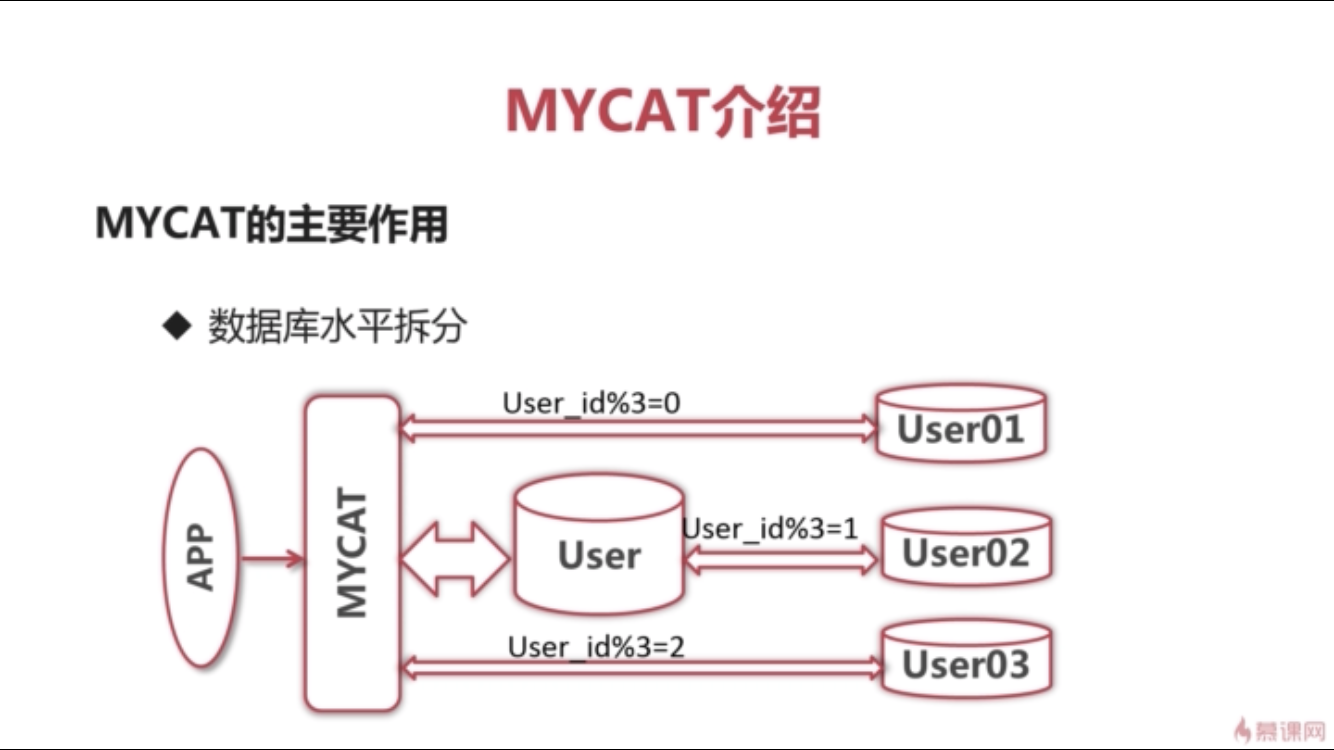 MYCAT介绍
MYCAT的主要作用
◆ 数据库水平拆分
User_id%3=0
User01
APP
MYCAT
User
User_id%3=1
User02
User_id%3=2
User03
慕课网